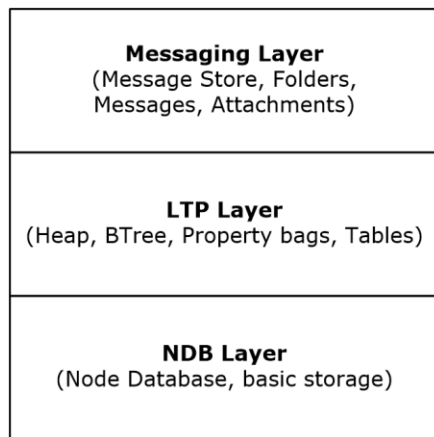 Messaging Layer
(Message Store, Folders,
Messages, Attachments)
LTP Layer
(Heap, BTree, Property bags, Tables)
NDB Layer
(Node Database, basic storage)